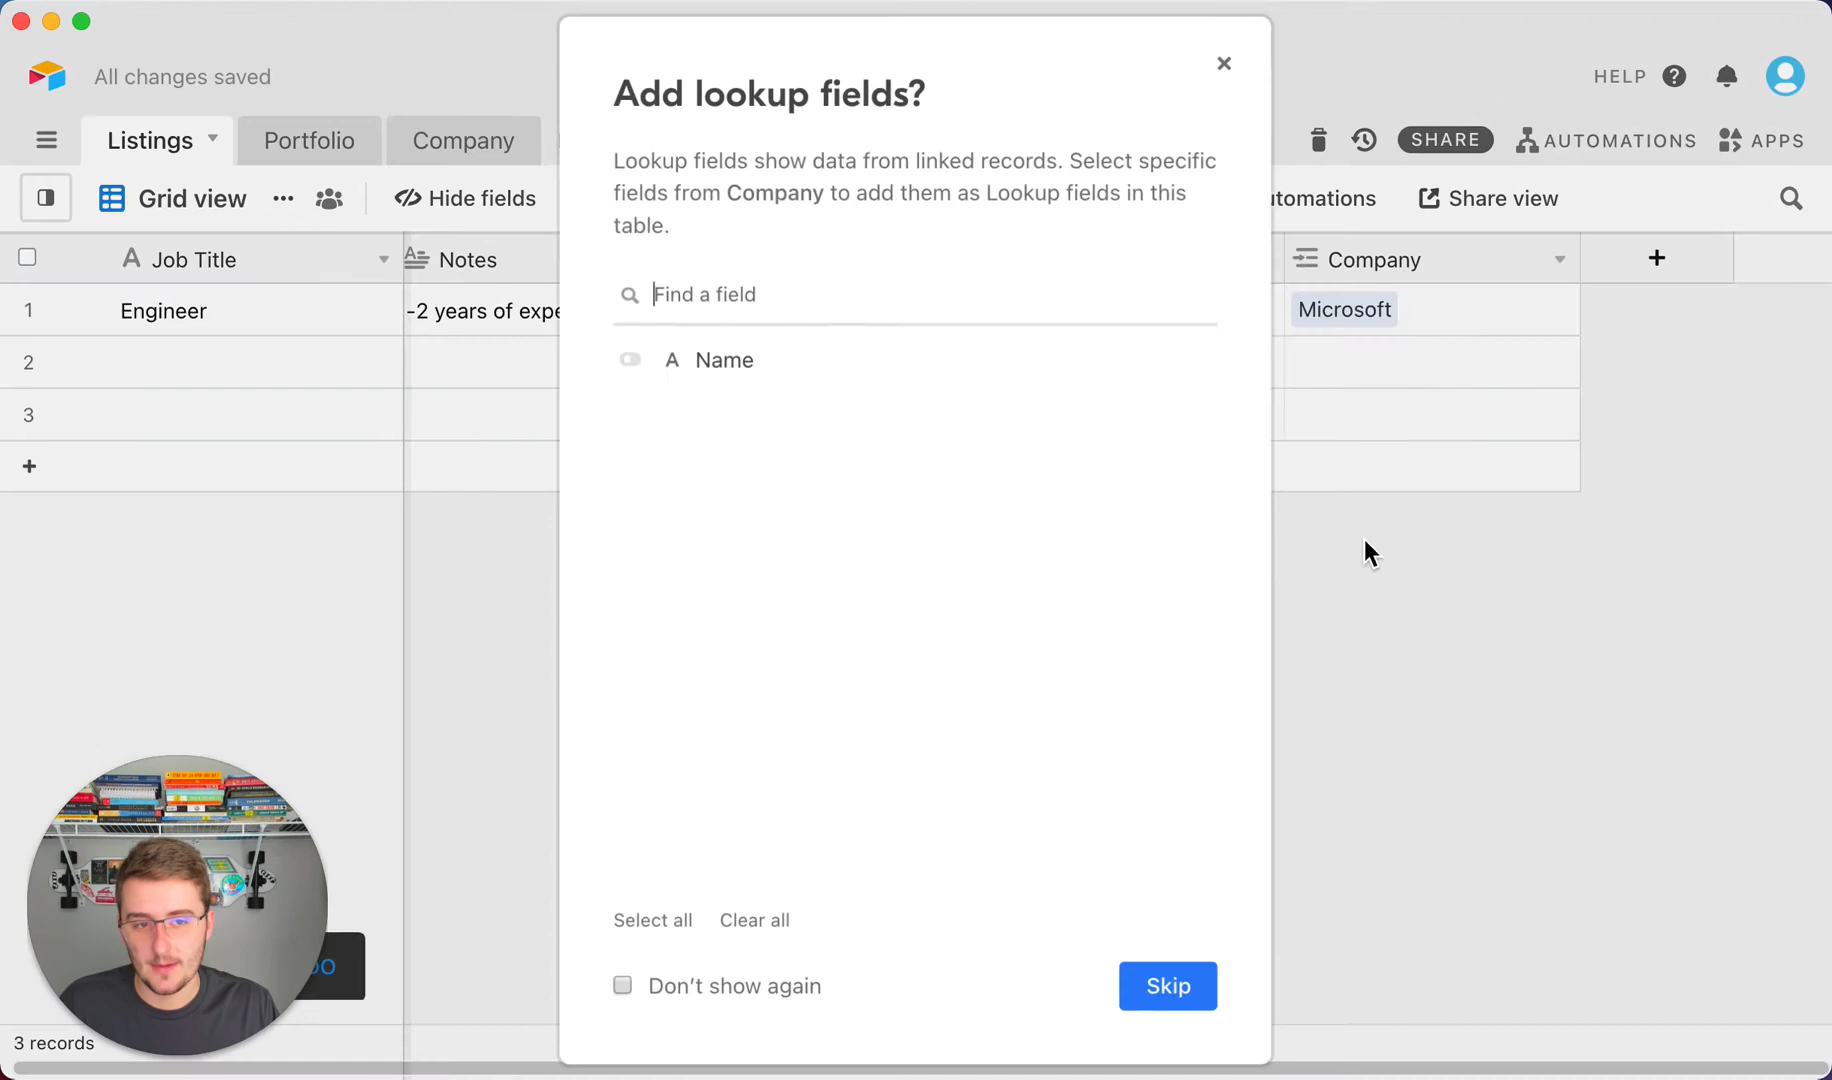 All changes saved
HELP
Listings
Portfolio
Company
SHARE
AUTOMATIONS
APPS
Grid view
Hide fields
utomations
Share view
Job Title
Notes
Company
1
Engineer
-2 years of expe
Microsoft
2
3
3 records
Add lookup fields?
Lookup fields show data from linked records. Select specific
fields from Company to add them as Lookup fields in this
table.
Find a field
A Name
Select all
Clear all
Don't show again
Skip